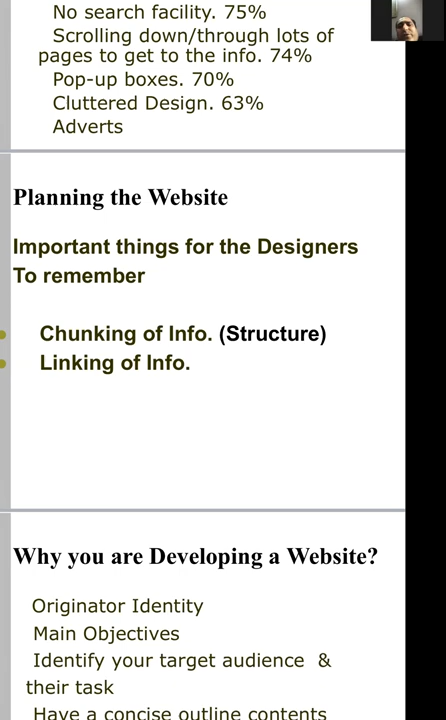 No search facility. 75%
Scrolling down/through lots of
pages to get to the info. 74%
Pop-up boxes. 70%
Cluttered Design. 63%
Adverts
Planning the Website
Important things for the Designers
To remember
Chunking of Info. (Structure)
Linking of Info.
Why you are Developing a Website?
Originator Identity
Main Objectives
Identify your target audience &
their task
Have a concise outline contents